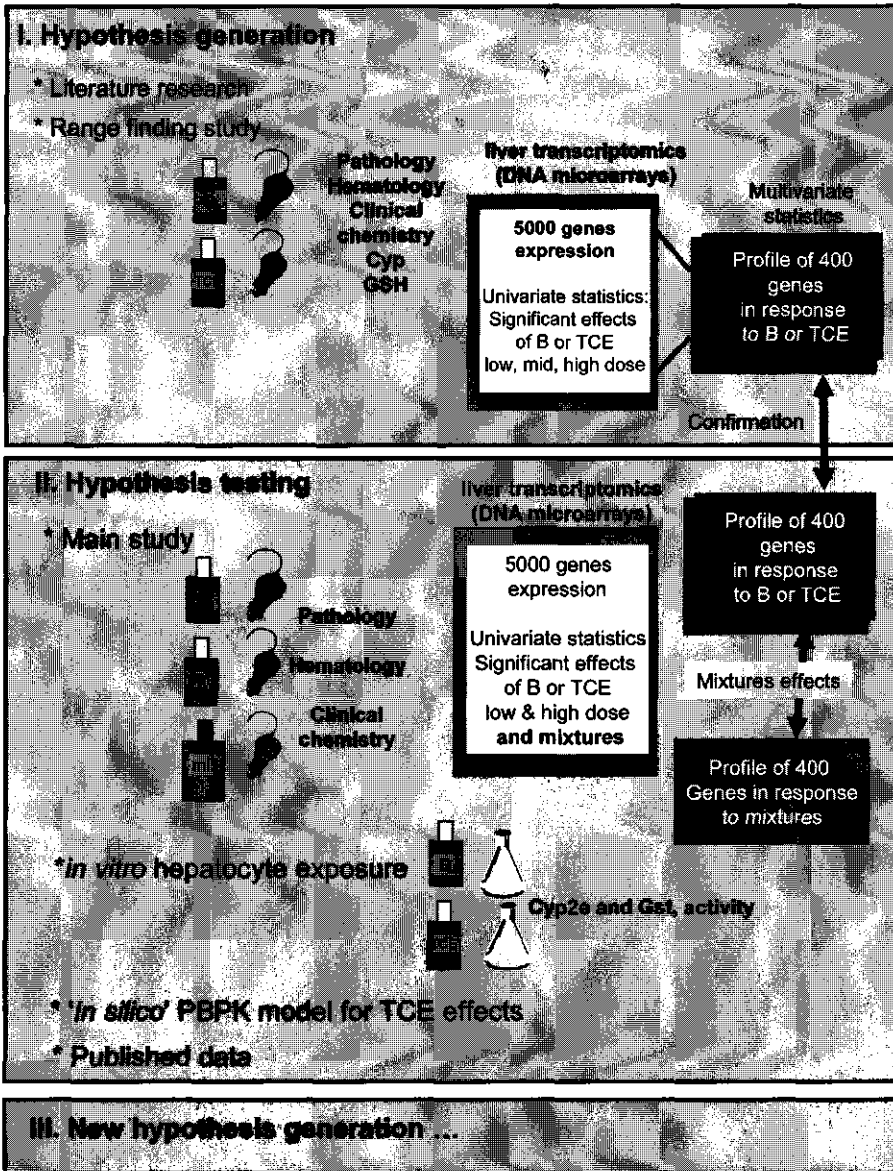 I. Hypothesis generation
* Literature research
* Range finding study
Pathology
Hematology
Clinical
chemistry
Cyp
GSH
liver transcriptomics
(DNA microarrays)
5000 genes
expression
Univariate statistics:
Significant effects
of B or TCE
low, mid, high dose
Multivariate
statistics
Profile of 400
genes
in response
to B or TCE
Confirmation
II. Hypothesis testing
* Main study
Pathology
Hematology
Clinical
chemistry
liver transcriptomics
(DNA microarrays)
5000 genes
expression
Univariate statistics
Significant effects
of B or TCE
low & high dose
and mixtures
Profile of 400
genes
in response
to B or TCE
Mixtures effects
Profile of 400
Genes in response
to mixtures
*in vitro hepatocyte exposure
Cyp2e and Gst, activity
* 'In silico' PBPK model for TCE effects
* Published data
III. New hypothesis generation ...